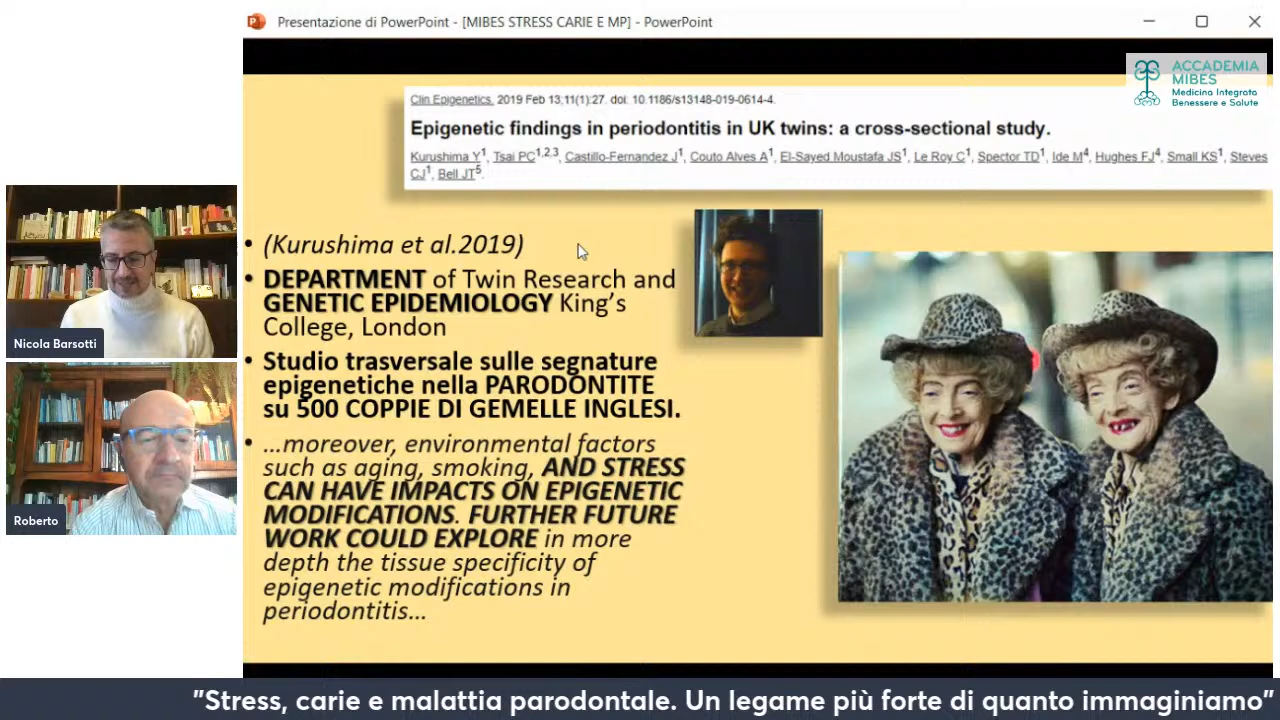 Presentazione di PowerPoint - [MIBES STRESS CARIE E MP] - PowerPoint
ACCADEMIA
MIBES
Medicina Integrata
Benessere e Salute
Clin Epigenetics. 2019 Feb 13;11(1):27. doi: 10.1186/s13148-019-0614-4.
Epigenetic findings in periodontitis in UK twins: a cross-sectional study.
Kurushima Y1, Tsai PC1,2,3, Castillo-Fernandez J1, Couto Alves A1, El-Sayed Moustafa JS1, Le Roy C1, Spector TD1, Ide M4, Hughes FJ4, Small KS1, Steves
CJ1, Bell JT5.
• (Kurushima et al.2019)
• DEPARTMENT of Twin Research and
GENETIC EPIDEMIOLOGY King's
College, London
• Studio trasversale sulle segnature
epigenetiche nella PARODONTITE
su 500 COPPIE DI GEMELLE INGLESI.
• …moreover, environmental factors
such as aging, smoking, AND STRESS
CAN HAVE IMPACTS ON EPIGENETIC
MODIFICATIONS. FURTHER FUTURE
WORK COULD EXPLORE in more
depth the tissue specificity of
epigenetic modifications in
periodontitis…
Nicola Barsotti
Roberto
"Stress, carie e malattia parodontale. Un legame più forte di quanto immaginiamo"